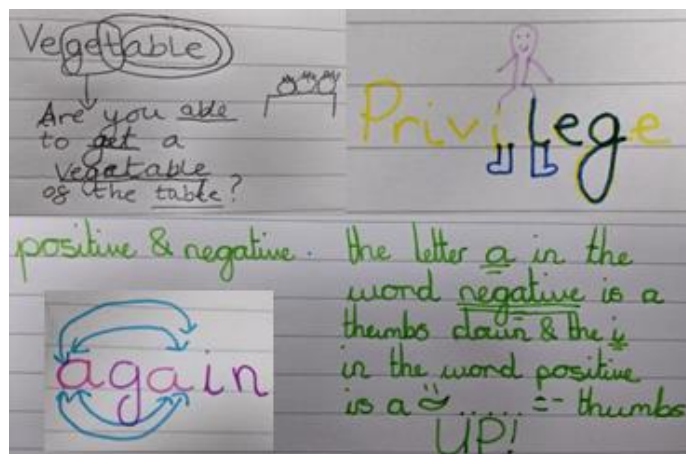 Vegetable
Are you able
to get a
vegatable
of the table?
Privilege
positive & negative.
again
the letter a in the
word negative is a
thumbs down & the i
in the word positive
is a ..... thumbs
UP!